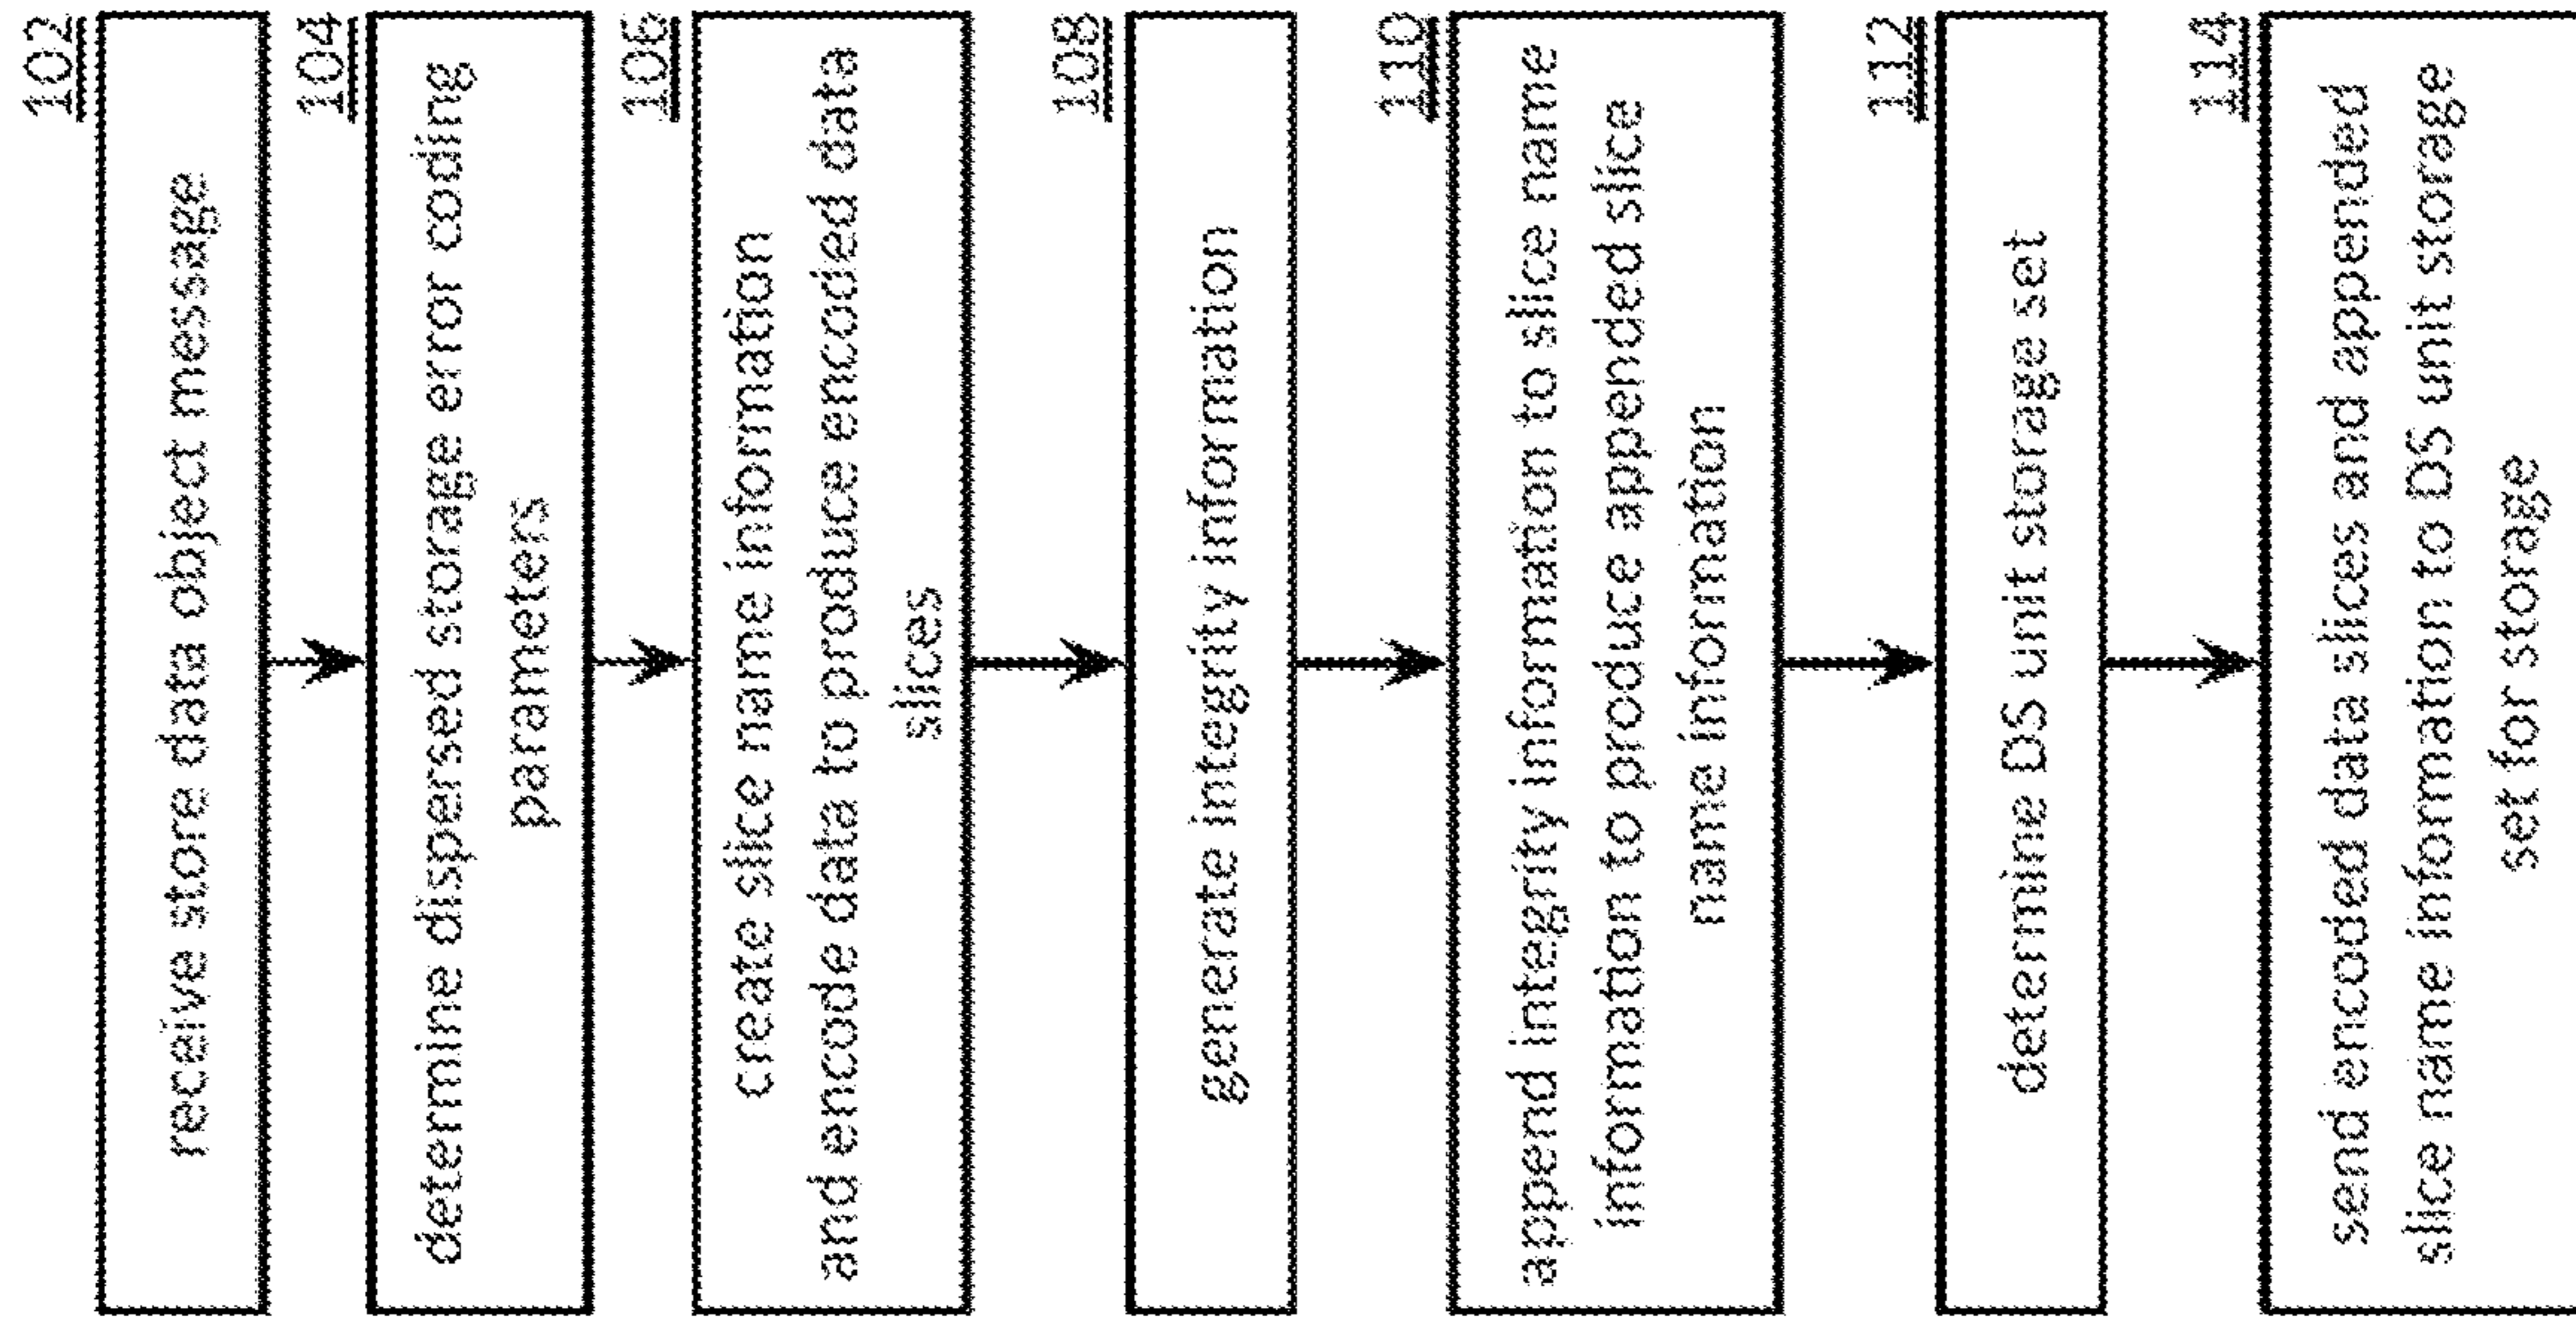 102
receive store data object message
104
determine dispersed storage error coding
parameters
106
create slice name information
and encode data to produce encoded data
slices
108
generate integrity information
110
append integrity information to slice name
information to produce appended slice
name information
112
determine DS unit storage set
114
send encoded data slices and appended
slice name information to DS unit storage
set for storage